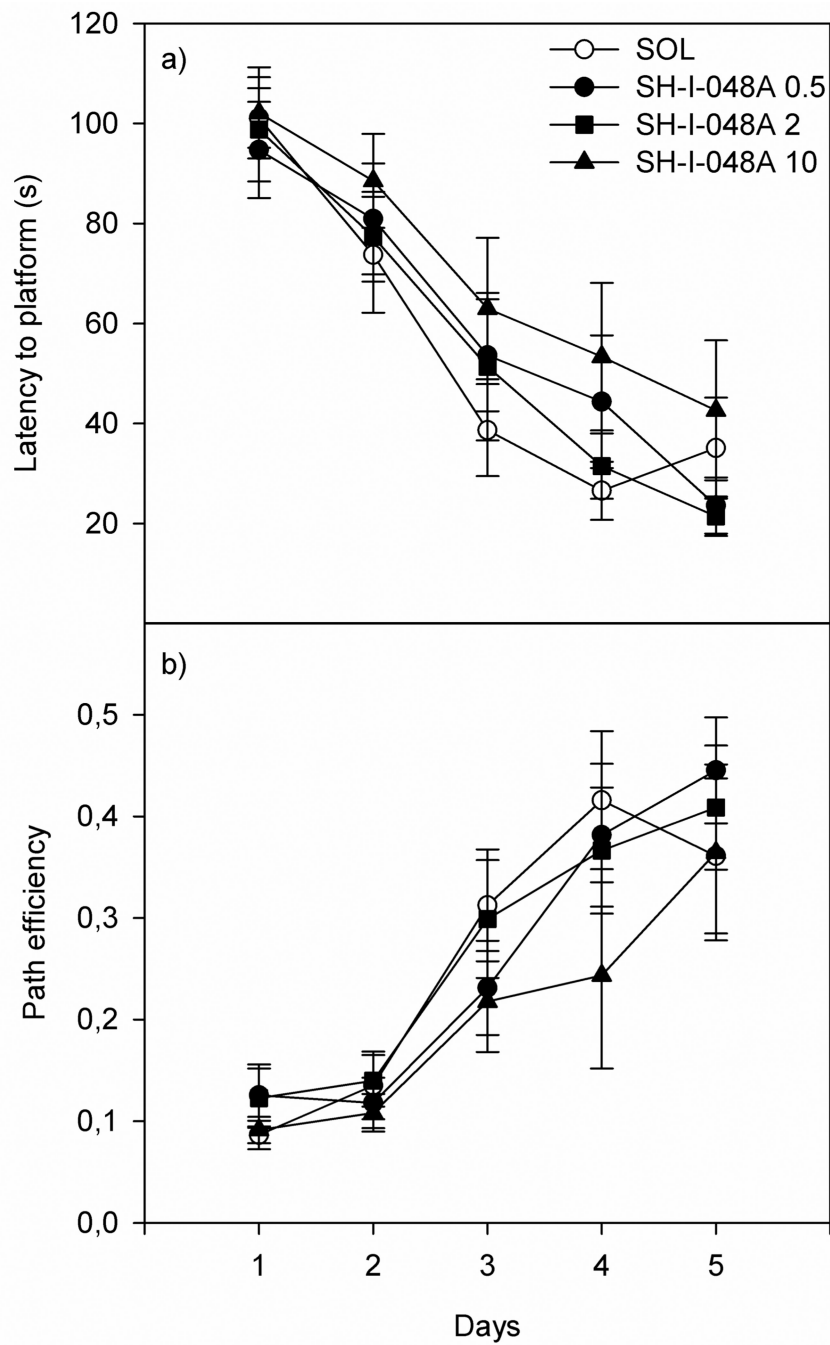 120
a)
SOL
SH-I-048A 0.5
SH-I-048A 2
SH-I-048A 10
100
80
60
40
20
Latency to platform (s)
b)
0,5
0,4
0,3
0,2
0,1
0,0
Path efficiency
1 2 3 4 5
Days